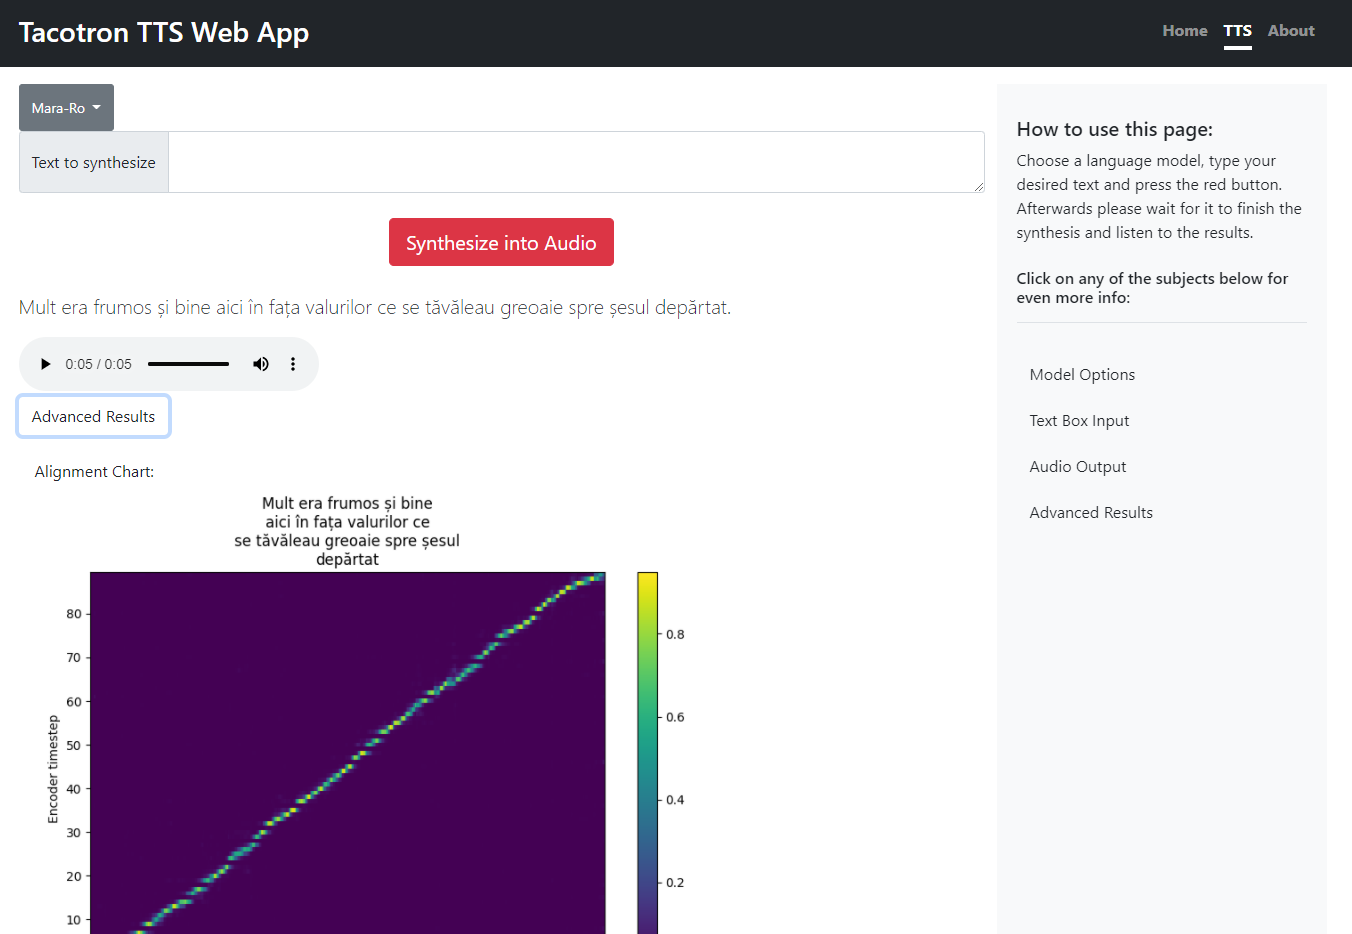 Tacotron TTS Web App
Home TTS About
Mara-Ro
Text to synthesize
Synthesize into Audio
Mult era frumos și bine aici în fața valurilor ce se tăvăleau greoaie spre șesul depărtat.
0:05 / 0:05
Advanced Results
Alignment Chart:
Mult era frumos și bine
aici în fața valurilor ce
se tăvăleau greoaie spre șesul
depărtat
Encoder timestep
80
70
60
50
40
30
20
10
0.8
0.6
0.4
0.2
How to use this page:
Choose a language model, type your
desired text and press the red button.
Afterwards please wait for it to finish the
synthesis and listen to the results.
Click on any of the subjects below for
even more info:
Model Options
Text Box Input
Audio Output
Advanced Results